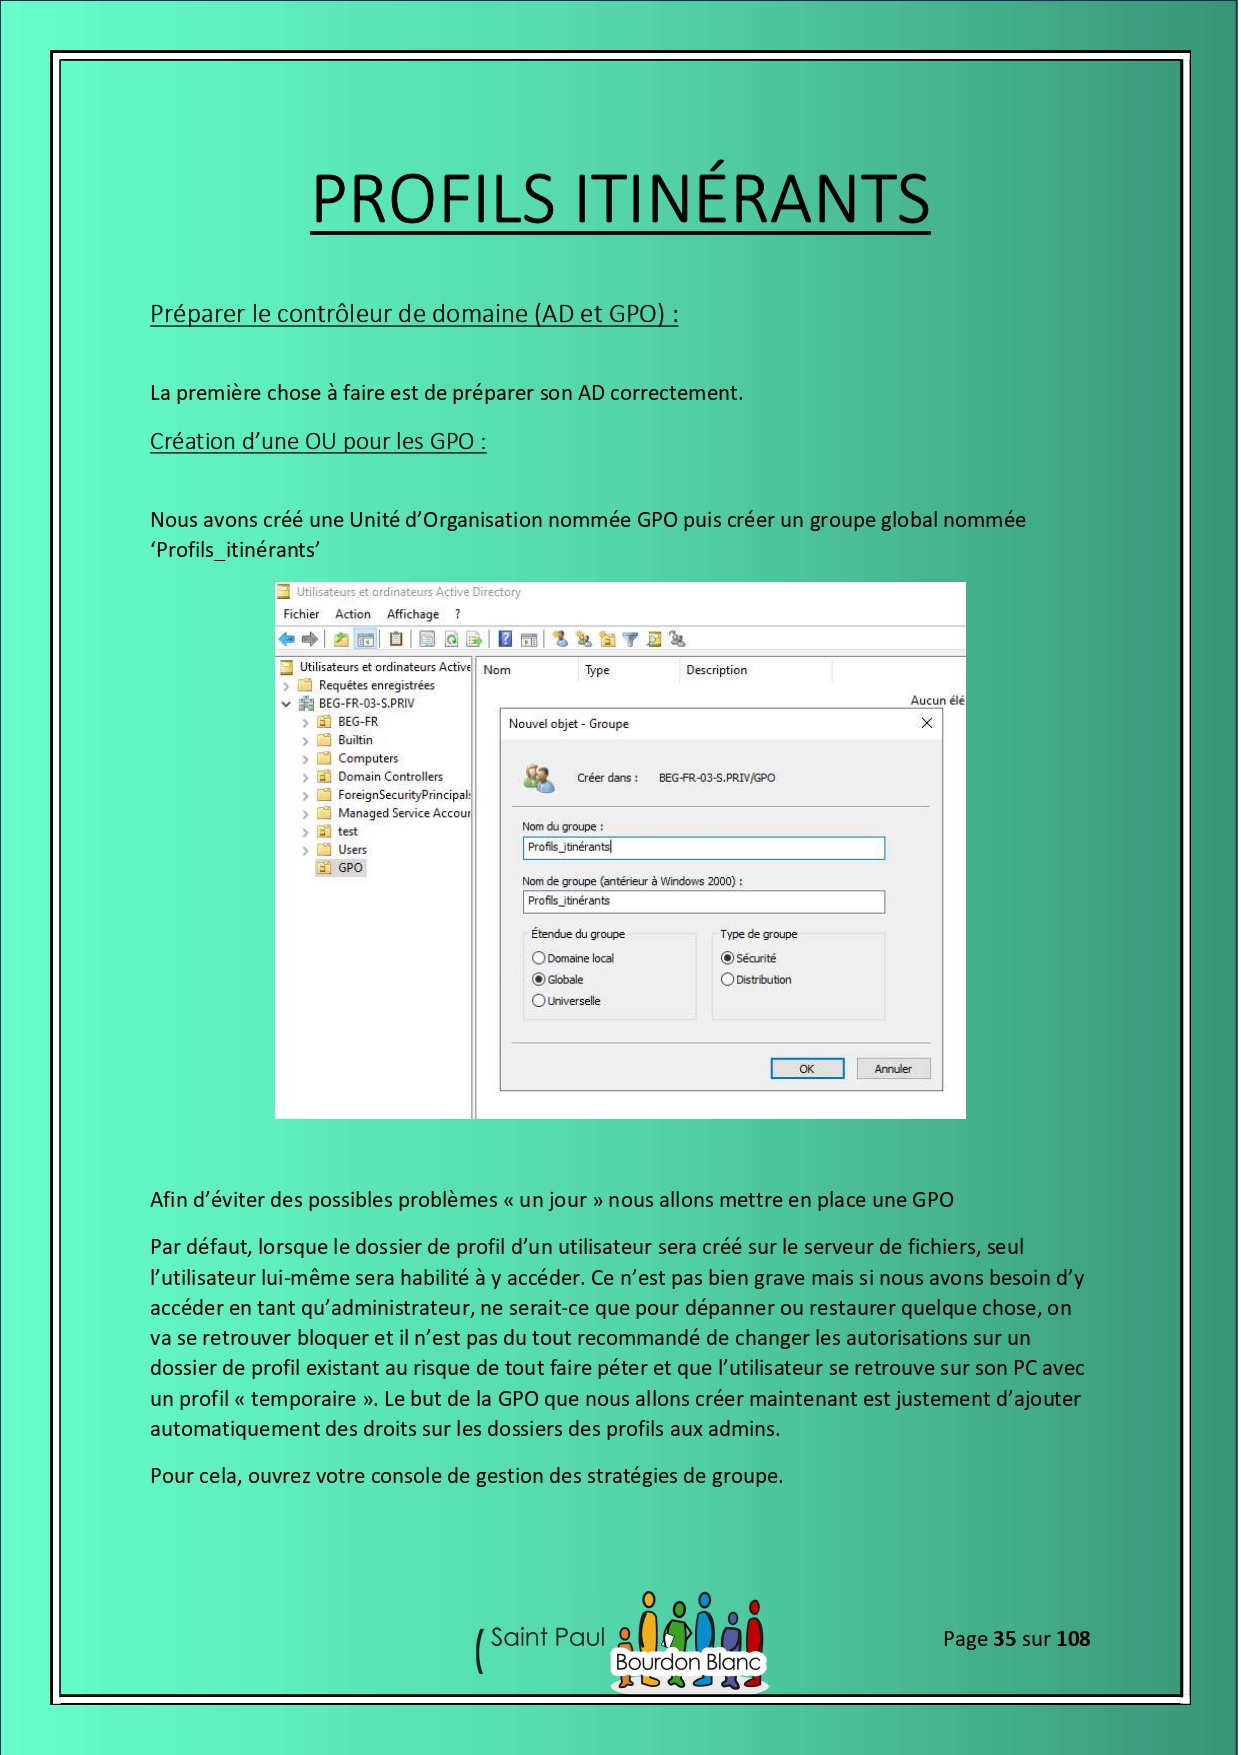 PROFILS ITINÉRANTS
Préparer le contrôleur de domaine (AD et GPO) :
La première chose à faire est de préparer son AD correctement.
Création d’une OU pour les GPO :
Nous avons créé une Unité d’Organisation nommée GPO puis créer un groupe global nommée
‘Profils_itinérants’
Utilisateurs et ordinateurs Active Directory
Fichier Action Affichage ?
Utilisateurs et ordinateurs Active
Requêtes enregistrées
BEG-FR-03-S.PRIV
BEG-FR
Builtin
Computers
Domain Controllers
ForeignSecurityPrincipals
Managed Service Accour
test
Users
GPO
Nom Type Description
Aucun élé
Nouvel objet - Groupe
Créer dans : BEG-FR-03-S.PRIV/GPO
Nom du groupe :
Profils_itinérants
Nom de groupe (antérieur à Windows 2000) :
Profils_itinérants
Étendue du groupe
Domaine local
Globale
Universelle
Type de groupe
Sécurité
Distribution
OK Annuler
Afin d’éviter des possibles problèmes « un jour » nous allons mettre en place une GPO
Par défaut, lorsque le dossier de profil d’un utilisateur sera créé sur le serveur de fichiers, seul
l’utilisateur lui-même sera habilité à y accéder. Ce n’est pas bien grave mais si nous avons besoin d’y
accéder en tant qu’administrateur, ne serait-ce que pour dépanner ou restaurer quelque chose, on
va se retrouver bloquer et il n’est pas du tout recommandé de changer les autorisations sur un
dossier de profil existant au risque de tout faire péter et que l’utilisateur se retrouve sur son PC avec
un profil « temporaire ». Le but de la GPO que nous allons créer maintenant est justement d’ajouter
automatiquement des droits sur les dossiers des profils aux admins.
Pour cela, ouvrez votre console de gestion des stratégies de groupe.
Saint Paul
Bourdon Blanc
Page 35 sur 108